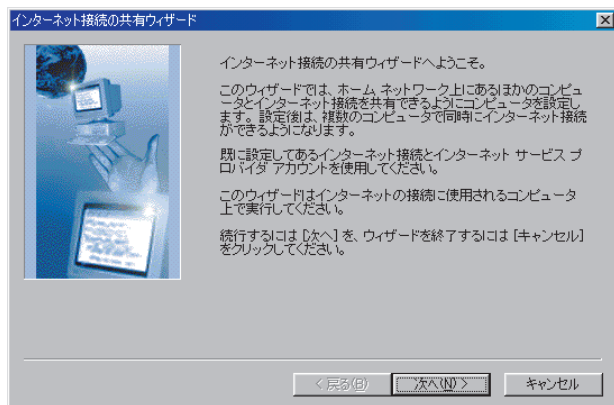 インターネット接続の共有ウィザード
インターネット接続の共有ウィザードへようこそ。
このウィザードでは、ホーム ネットワーク上にあるほかのコンピュ
ータとインターネット接続を共有できるようにコンピュータを設定し
ます。設定後は、複数のコンピュータで同時にインターネット接続
ができるようになります。
既に設定してあるインターネット接続とインターネット サービス プ
ロバイダ アカウントを使用してください。
このウィザードはインターネットの接続に使用されるコンピュータ
上で実行してください。
続行するには [次へ] を、ウィザードを終了するには [キャンセル]
をクリックしてください。
< 戻る(B) 次へ(N) > キャンセル